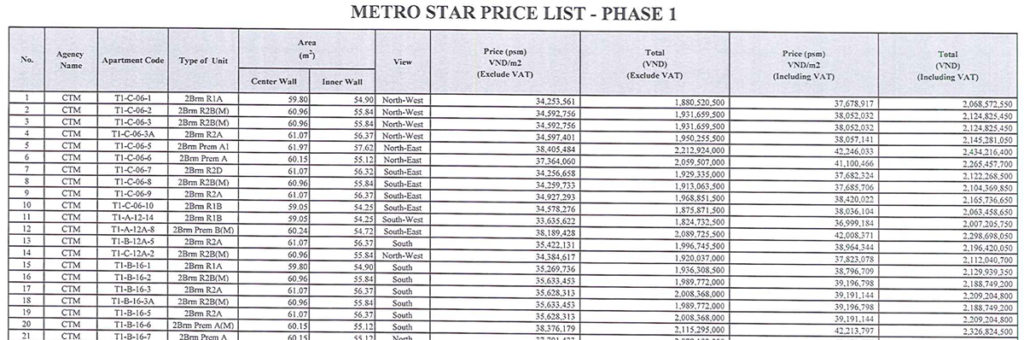 METRO STAR PRICE LIST - PHASE 1
No. Agency Name Apartment Code Type of Unit Area (m²) View Price (psm) VND/m2 (Exclude VAT) Total (VND) (Exclude VAT) Price (psm) VND/m2 (Including VAT) Total (VND) (Including VAT)
Center Wall Inner Wall
1 CTM T1-C-06-1 2Brm R1A 59.80 54.90 North-West 34,253,561 1,880,520,500 37,678,917 2,068,572,550
2 CTM T1-C-06-2 2Brm R2B(M) 60.96 55.84 North-West 34,592,756 1,931,659,500 38,052,032 2,124,825,450
3 CTM T1-C-06-3 2Brm R2B(M) 60.96 55.84 North-West 34,592,756 1,931,659,500 38,052,032 2,124,825,450
4 CTM T1-C-06-3A 2Brm R2A 61.07 56.37 North-West 34,597,401 1,950,255,500 38,057,141 2,145,281,050
5 CTM T1-C-06-5 2Brm Prem A1 61.97 57.62 North-East 38,405,484 2,212,924,000 42,246,033 2,434,216,400
6 CTM T1-C-06-6 2Brm Prem A 60.15 55.12 North-East 37,364,060 2,059,507,000 41,100,466 2,265,457,700
7 CTM T1-C-06-7 2Brm R2D 61.07 56.32 South-East 34,256,658 1,929,335,000 37,682,324 2,122,268,500
8 CTM T1-C-06-8 2Brm R2B(M) 60.96 55.84 South-East 34,259,733 1,913,063,500 37,685,706 2,104,369,850
9 CTM T1-C-06-9 2Brm R2A 61.07 56.37 South-East 34,927,293 1,968,851,500 38,420,022 2,165,736,650
10 CTM T1-C-06-10 2Brm R1B 59.05 54.25 South-East 34,578,276 1,875,871,500 38,036,104 2,063,458,650
11 CTM T1-A-12-14 2Brm R1B 59.05 54.25 South-West 33,635,622 1,824,732,500 36,999,184 2,007,205,750
12 CTM T1-A-12A-8 2Brm Prem B(M) 60.24 54.72 South-East 38,189,428 2,089,725,500 42,008,371 2,298,698,050
13 CTM T1-B-12A-5 2Brm R2A 61.07 56.37 South 35,422,131 1,996,745,500 38,964,344 2,196,420,050
14 CTM T1-C-12A-2 2Brm R2B(M) 60.96 55.84 North-West 34,384,617 1,920,037,000 37,823,078 2,112,040,700
15 CTM T1-B-16-1 2Brm R1A 59.80 54.90 South 35,269,736 1,936,308,500 38,796,709 2,129,939,350
16 CTM T1-B-16-2 2Brm R2B(M) 60.96 55.84 South 35,633,453 1,989,772,000 39,196,798 2,188,749,200
17 CTM T1-B-16-3 2Brm R2A 61.07 56.37 South 35,628,313 2,008,368,000 39,191,144 2,209,204,800
18 CTM T1-B-16-3A 2Brm R2B(M) 60.96 55.84 South 35,633,453 1,989,772,000 39,196,798 2,188,749,200
19 CTM T1-B-16-5 2Brm R2A 61.07 56.37 South 35,628,313 2,008,368,000 39,191,144 2,209,204,800
20 CTM T1-B-16-6 2Brm Prem A(M) 60.15 55.12 South 38,376,179 2,115,295,000 42,213,797 2,326,824,500
21 CTM T1-B-16-7 2Brm Prem A 60.15 55.12 North